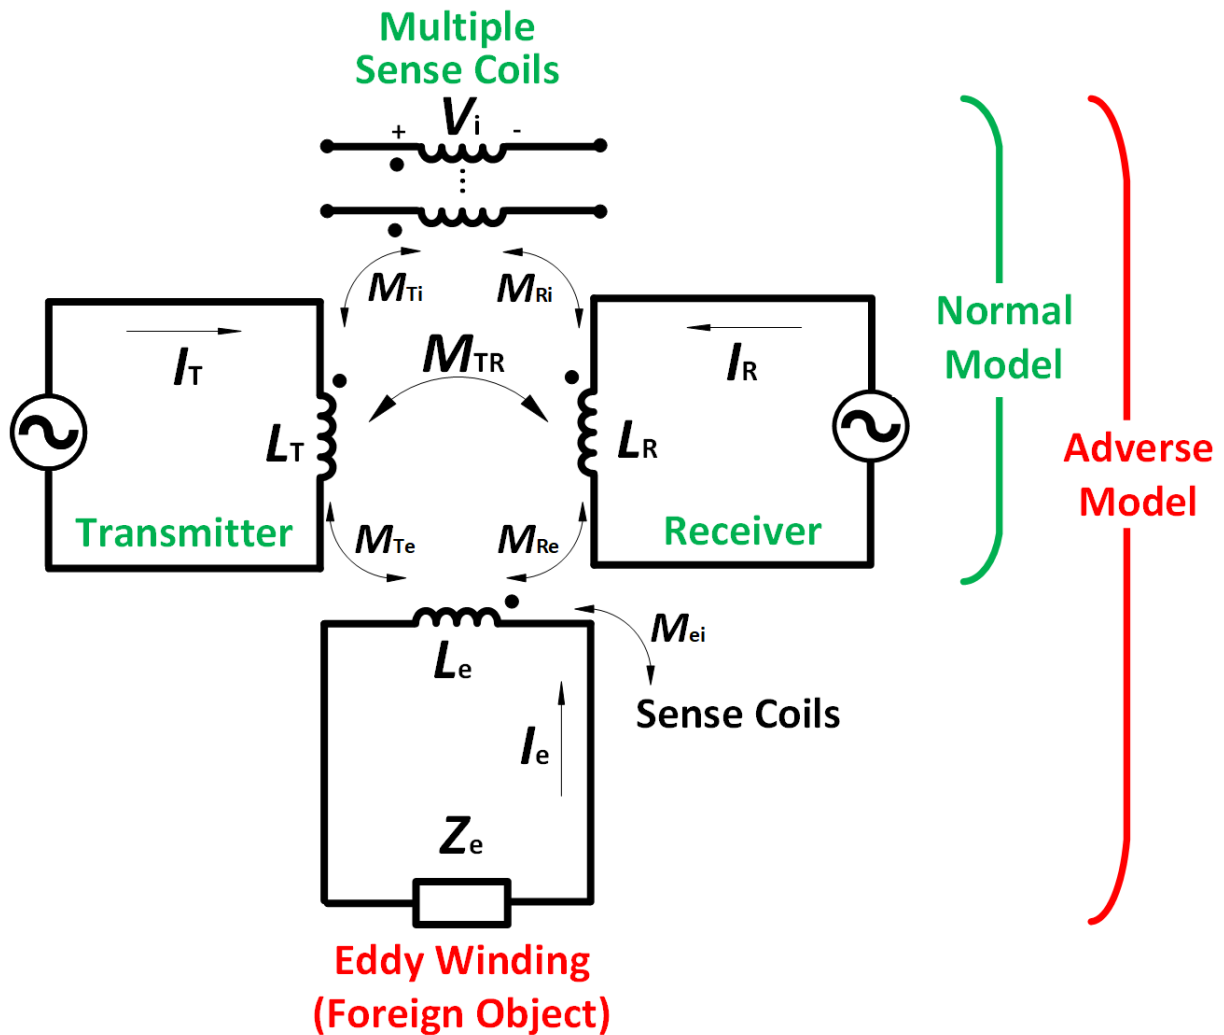 Multiple
Sense Coils
+ Vi -
MTi
MRi
IT
MTR
IR
LT
LR
Transmitter
MTe
MRe
Receiver
Normal
Model
Adverse
Model
Le
Mei
Sense Coils
Ie
Ze
Eddy Winding
(Foreign Object)